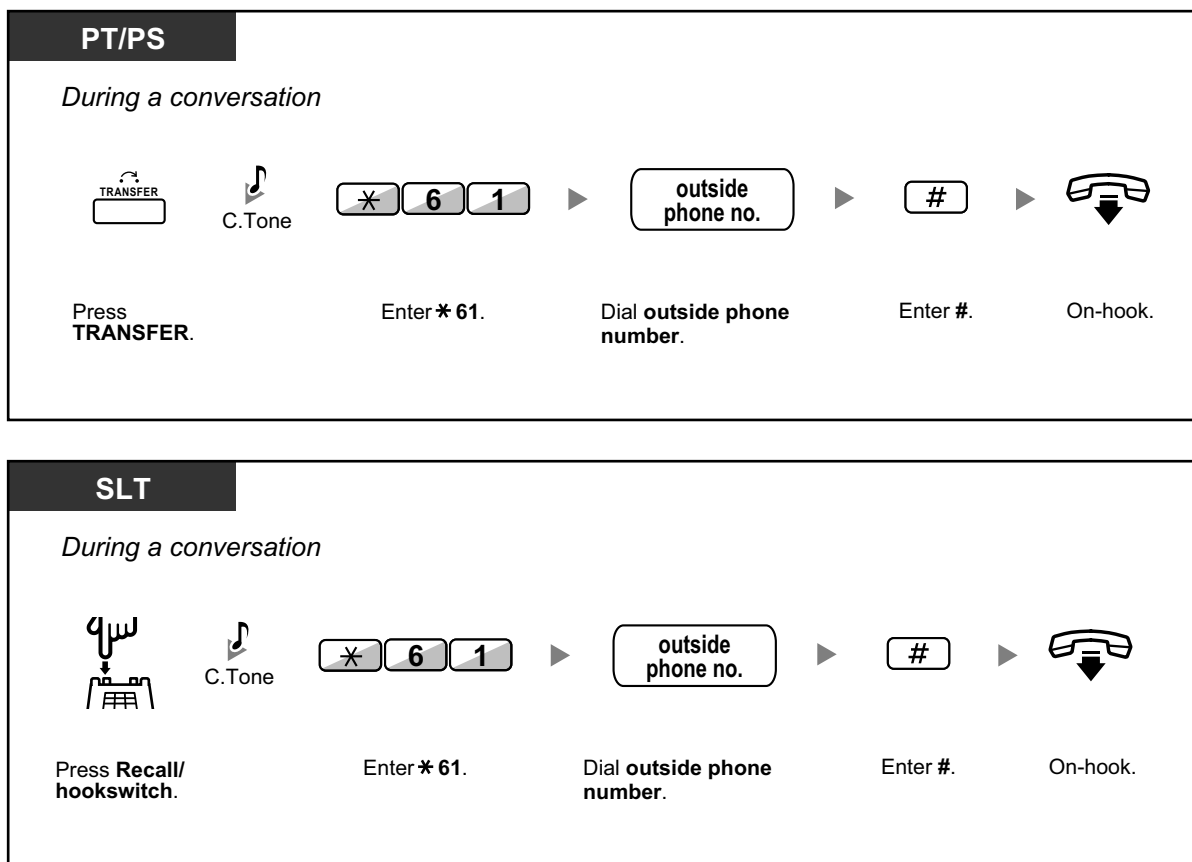 PT/PS
During a conversation
TRANSFER
C.Tone
* 6 1
outside
phone no.
#
Press
TRANSFER.
Enter * 61.
Dial outside phone
number.
Enter #.
On-hook.
SLT
During a conversation
C.Tone
* 6 1
outside
phone no.
#
Press Recall/
hookswitch.
Enter * 61.
Dial outside phone
number.
Enter #.
On-hook.